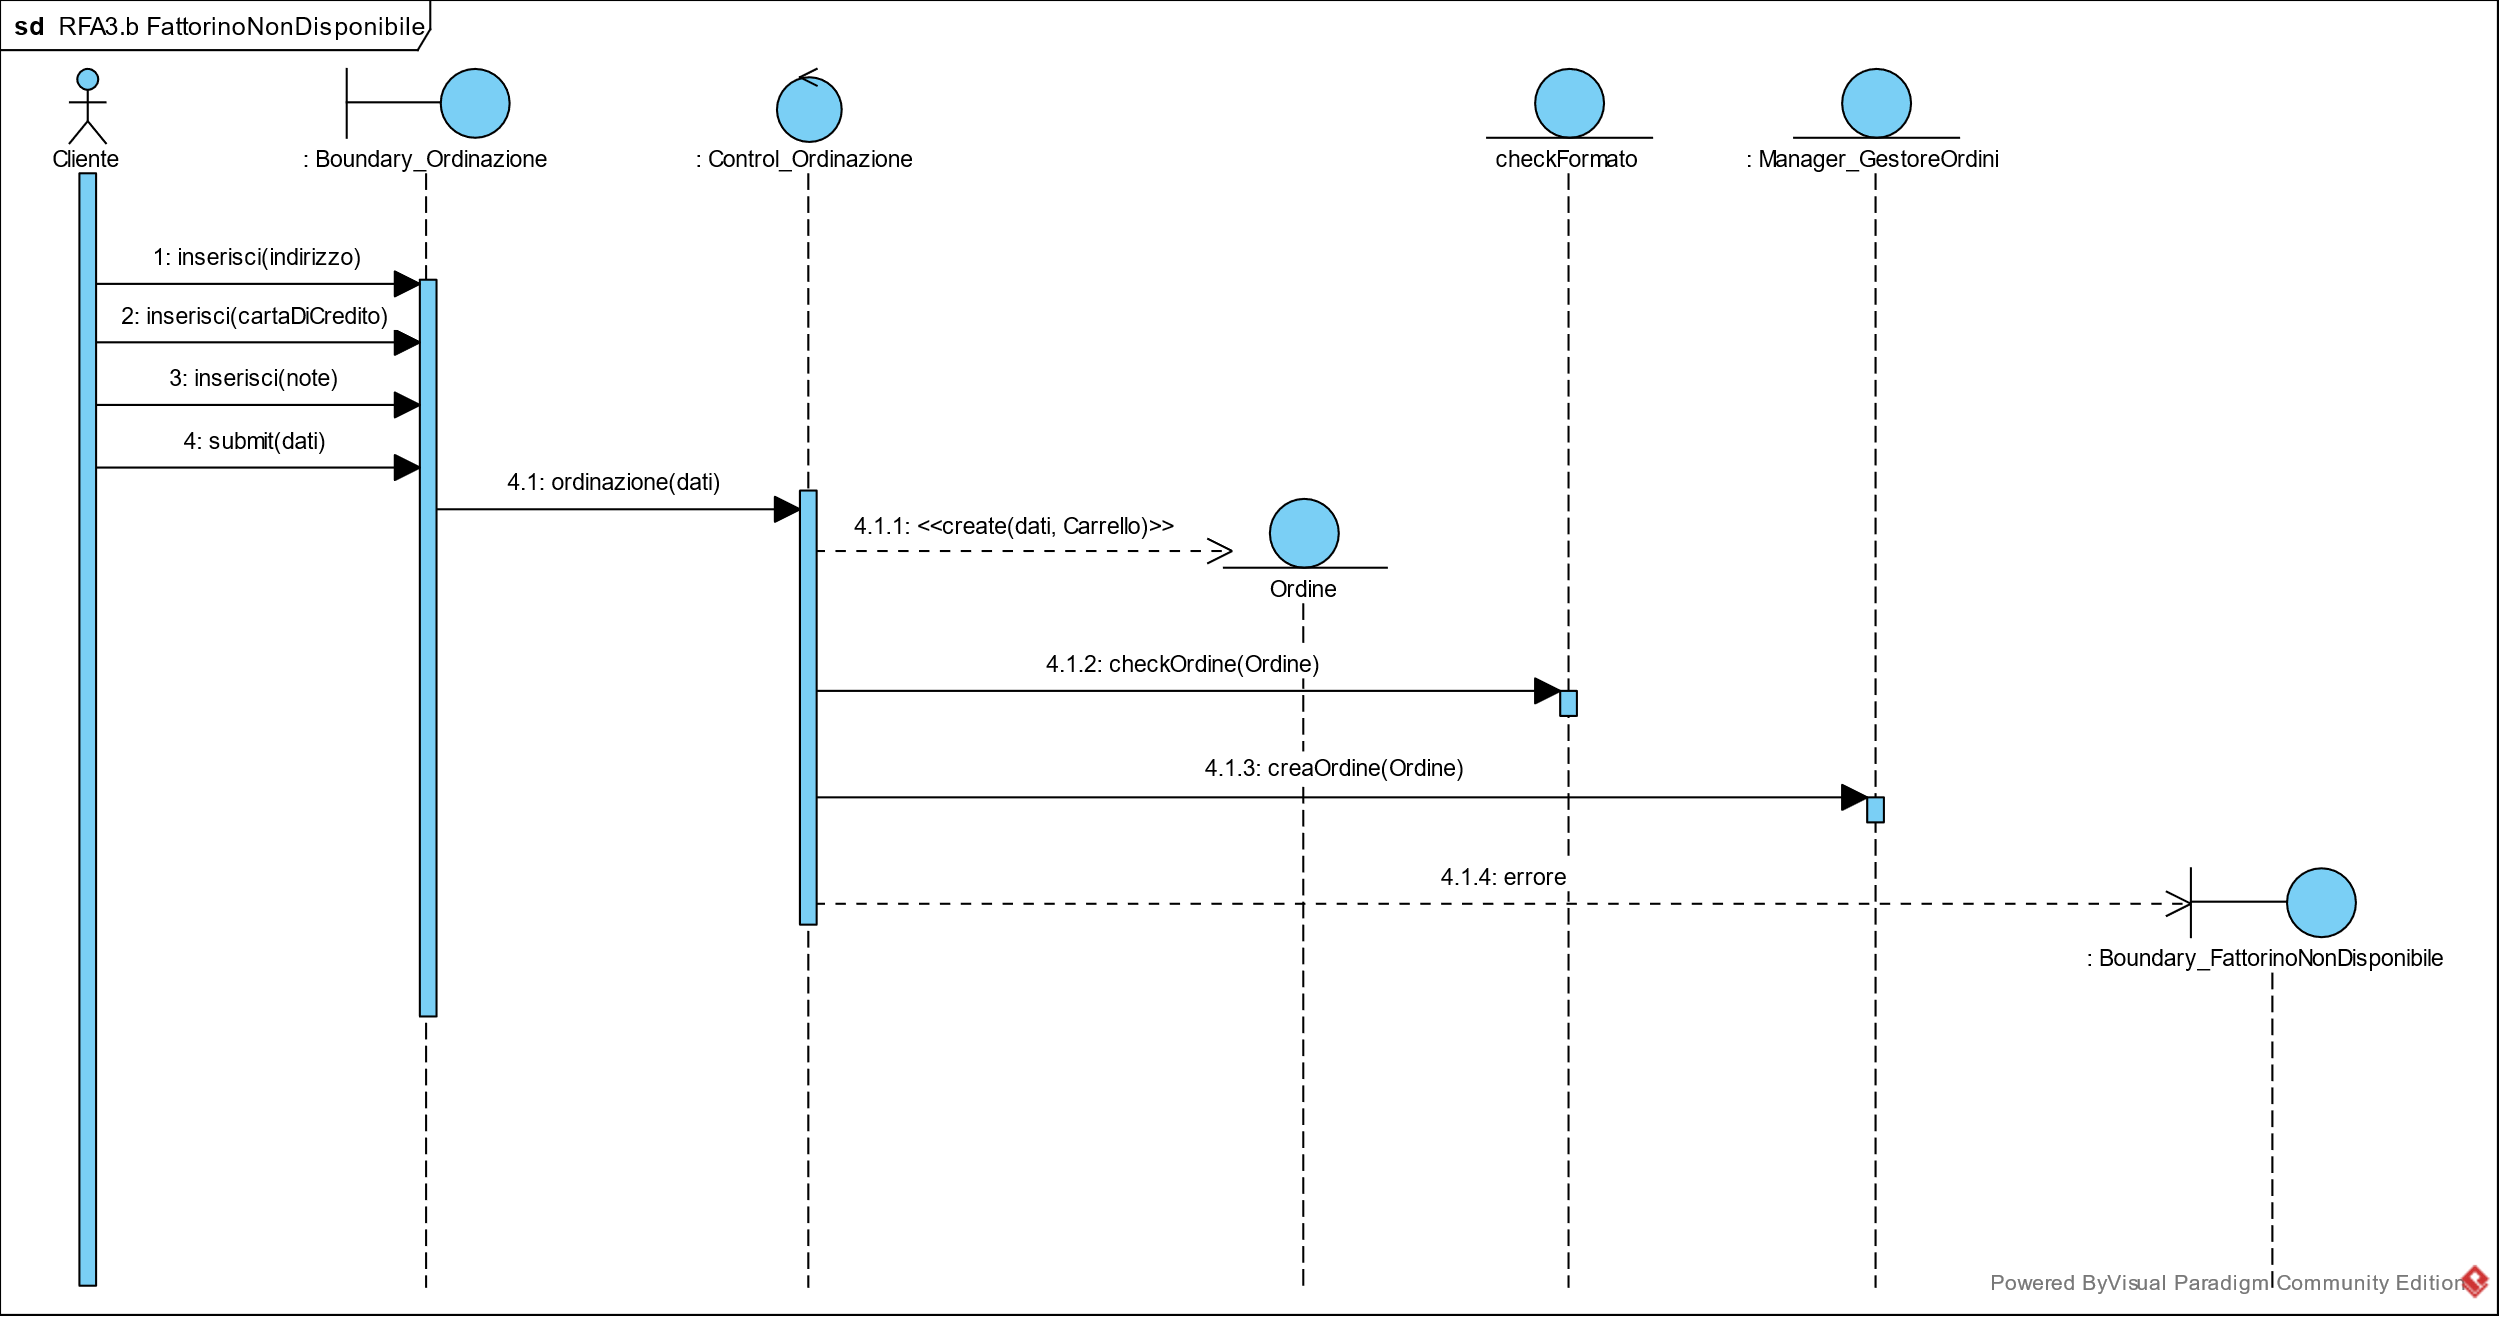 sd RFA3.b FattorinoNonDisponibile
Cliente
: Boundary_Ordinazione
: Control_Ordinazione
checkFormato
: Manager_GestoreOrdini
1: inserisci(indirizzo)
2: inserisci(cartaDiCredito)
3: inserisci(note)
4: submit(dati)
4.1: ordinazione(dati)
4.1.1: <<create(dati, Carrello)>>
Ordine
4.1.2: checkOrdine(Ordine)
4.1.3: creaOrdine(Ordine)
4.1.4: errore
: Boundary_FattorinoNonDisponibile
Powered ByVisual Paradigm Community Edition